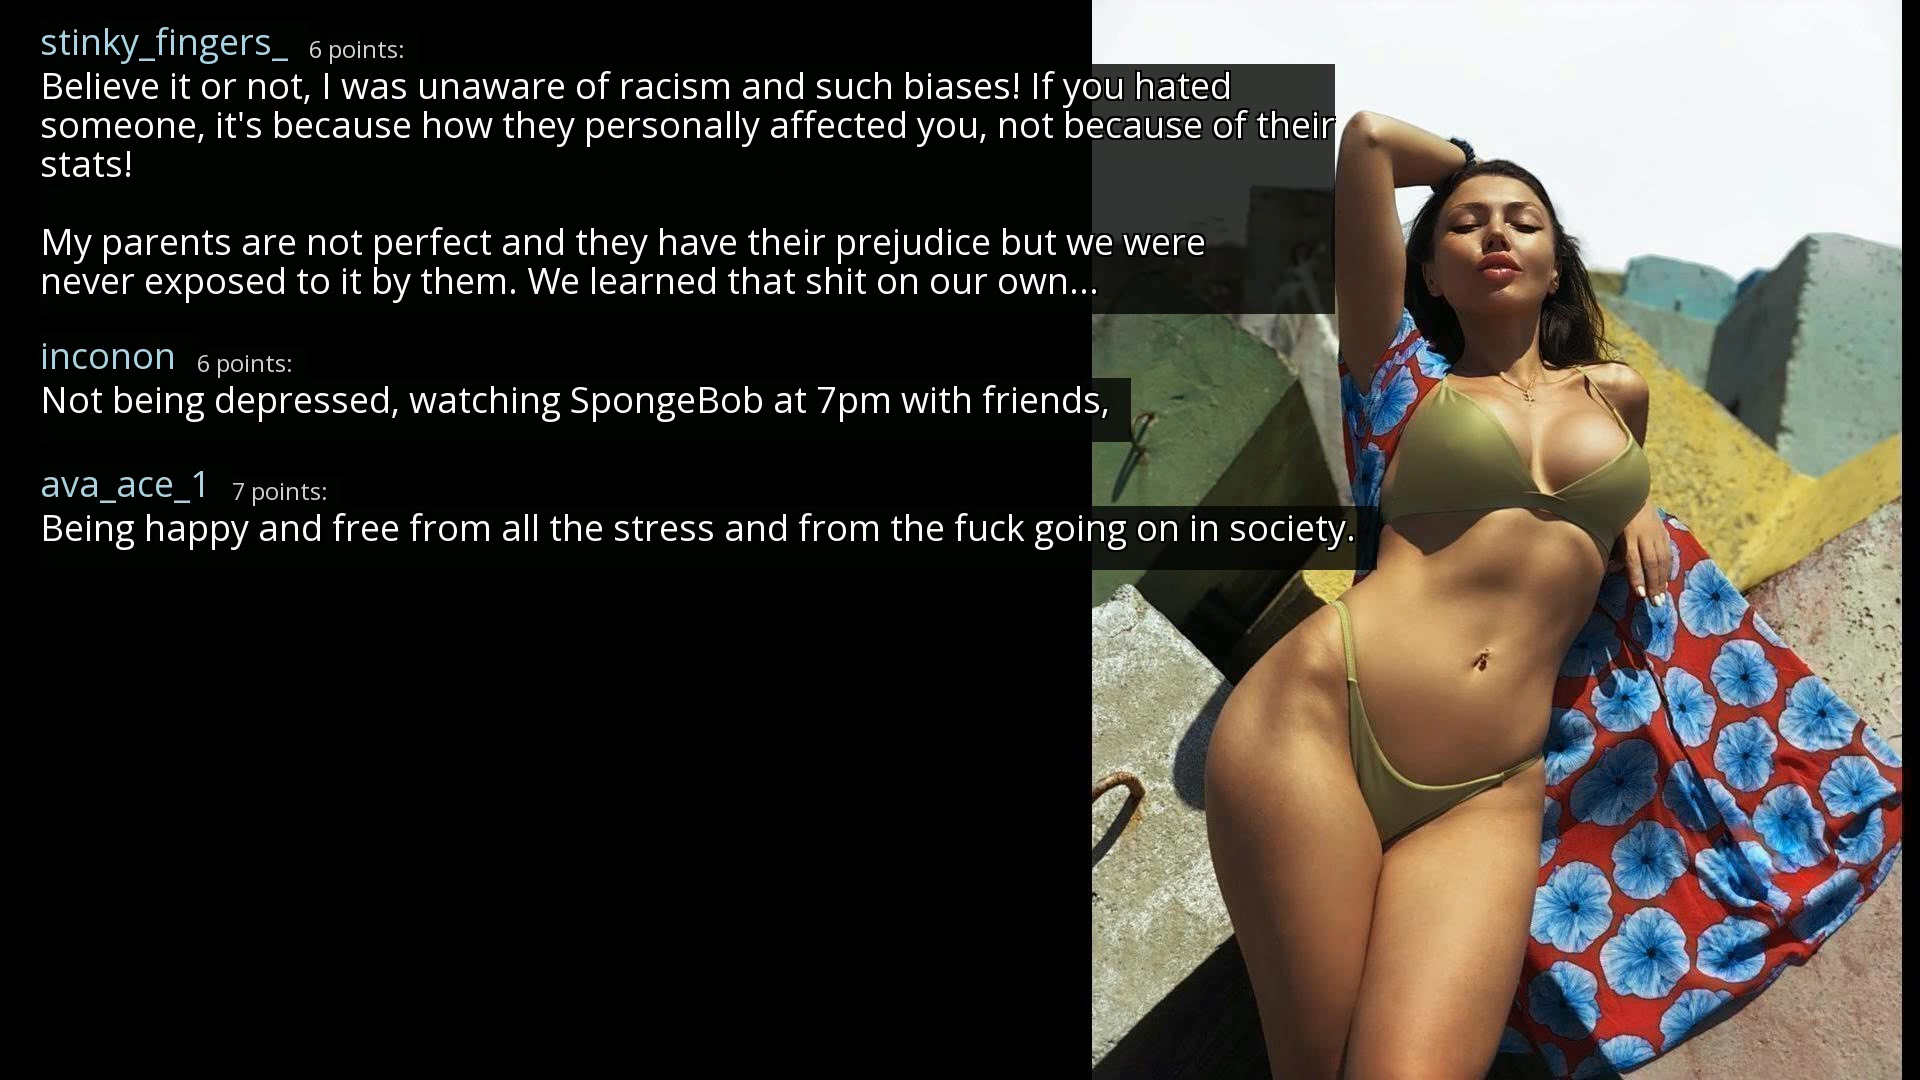 stinky_fingers_ 6 points:
Believe it or not, I was unaware of racism and such biases! If you hated
someone, it's because how they personally affected you, not because of their
stats!
My parents are not perfect and they have their prejudice but we were
never exposed to it by them. We learned that shit on our own...
inconon 6 points:
Not being depressed, watching SpongeBob at 7pm with friends,
ava_ace_1 7 points:
Being happy and free from all the stress and from the fuck going on in society.